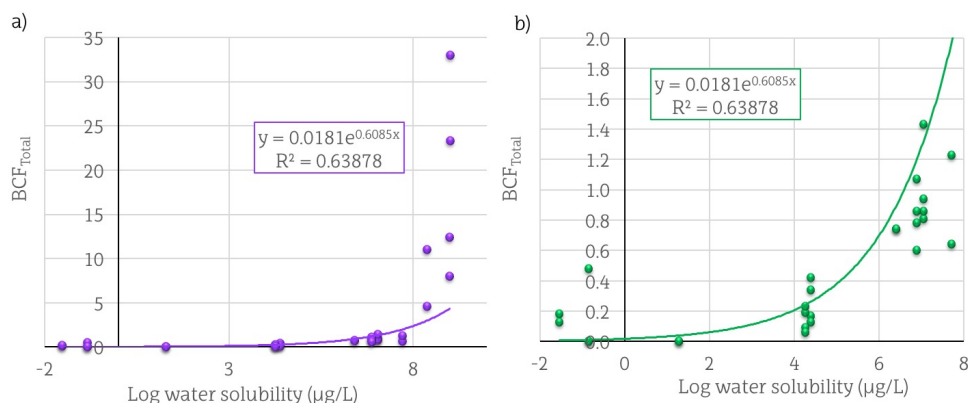 a)
35
30
25
20
15
10
5
0
-2
3
8
BCF_Total
Log water solubility (µg/L)
y = 0.0181e^0.6085x
R² = 0.63878
b)
2.0
1.8
1.6
1.4
1.2
1.0
0.8
0.6
0.4
0.2
0.0
-2
0
2
4
6
8
BCF_Total
Log water solubility (µg/L)
y = 0.0181e^0.6085x
R² = 0.63878